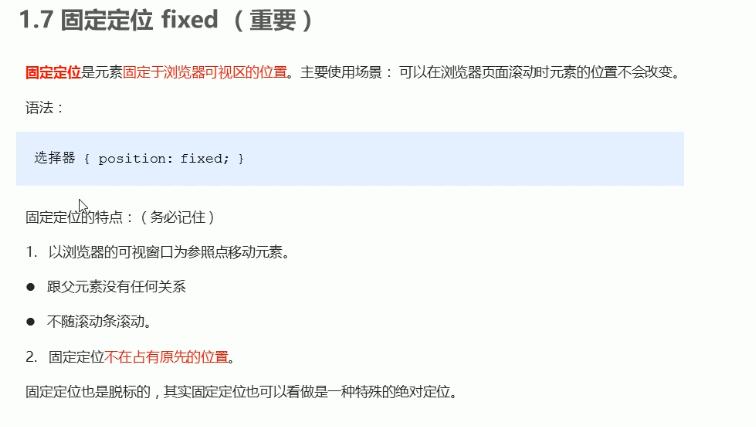 1.7 固定定位 fixed （重要）
固定定位是元素固定于浏览器可视区的位置。主要使用场景： 可以在浏览器页面滚动时元素的位置不会改变。
语法：
选择器 { position: fixed; }
固定定位的特点：（务必记住）
1. 以浏览器的可视窗口为参照点移动元素。
● 跟父元素没有任何关系
● 不随滚动条滚动。
2. 固定定位不在占有原先的位置。
固定定位也是脱标的，其实固定定位也可以看做是一种特殊的绝对定位。